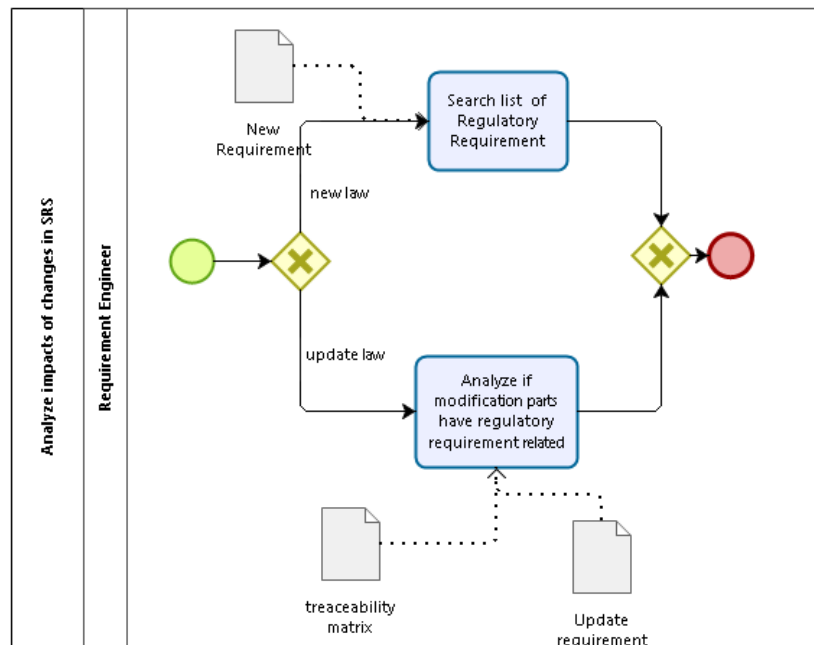 Analyze impacts of changes in SRS
Requirement Engineer
New
Requirement
Search list of
Regulatory
Requirement
new law
update law
Analyze if
modification parts
have regulatory
requirement related
treaceability
matrix
Update
requirement